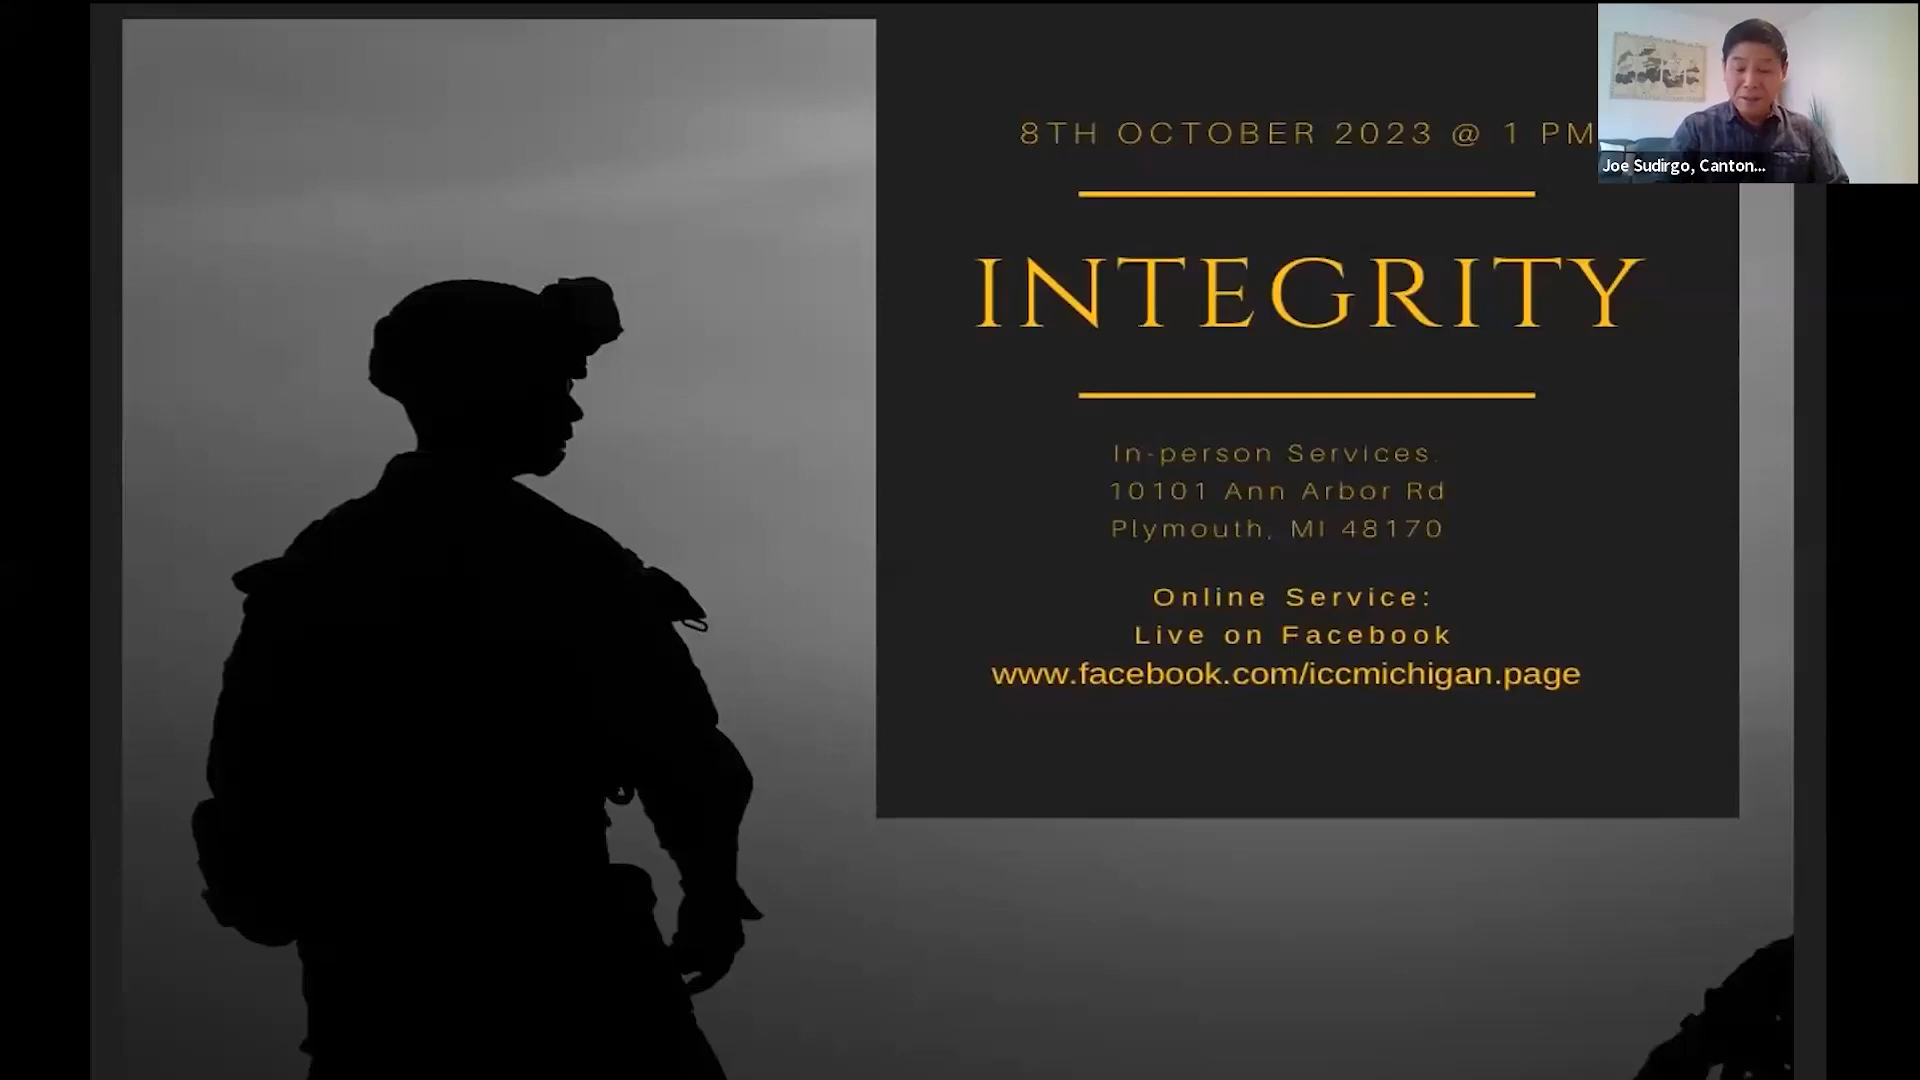 8TH OCTOBER 2023 @ 1 PM
Joe Sudirgo, Canton...
INTEGRITY
In-person Services.
10101 Ann Arbor Rd
Plymouth, MI 48170
Online Service:
Live on Facebook
www.facebook.com/iccmichigan.page